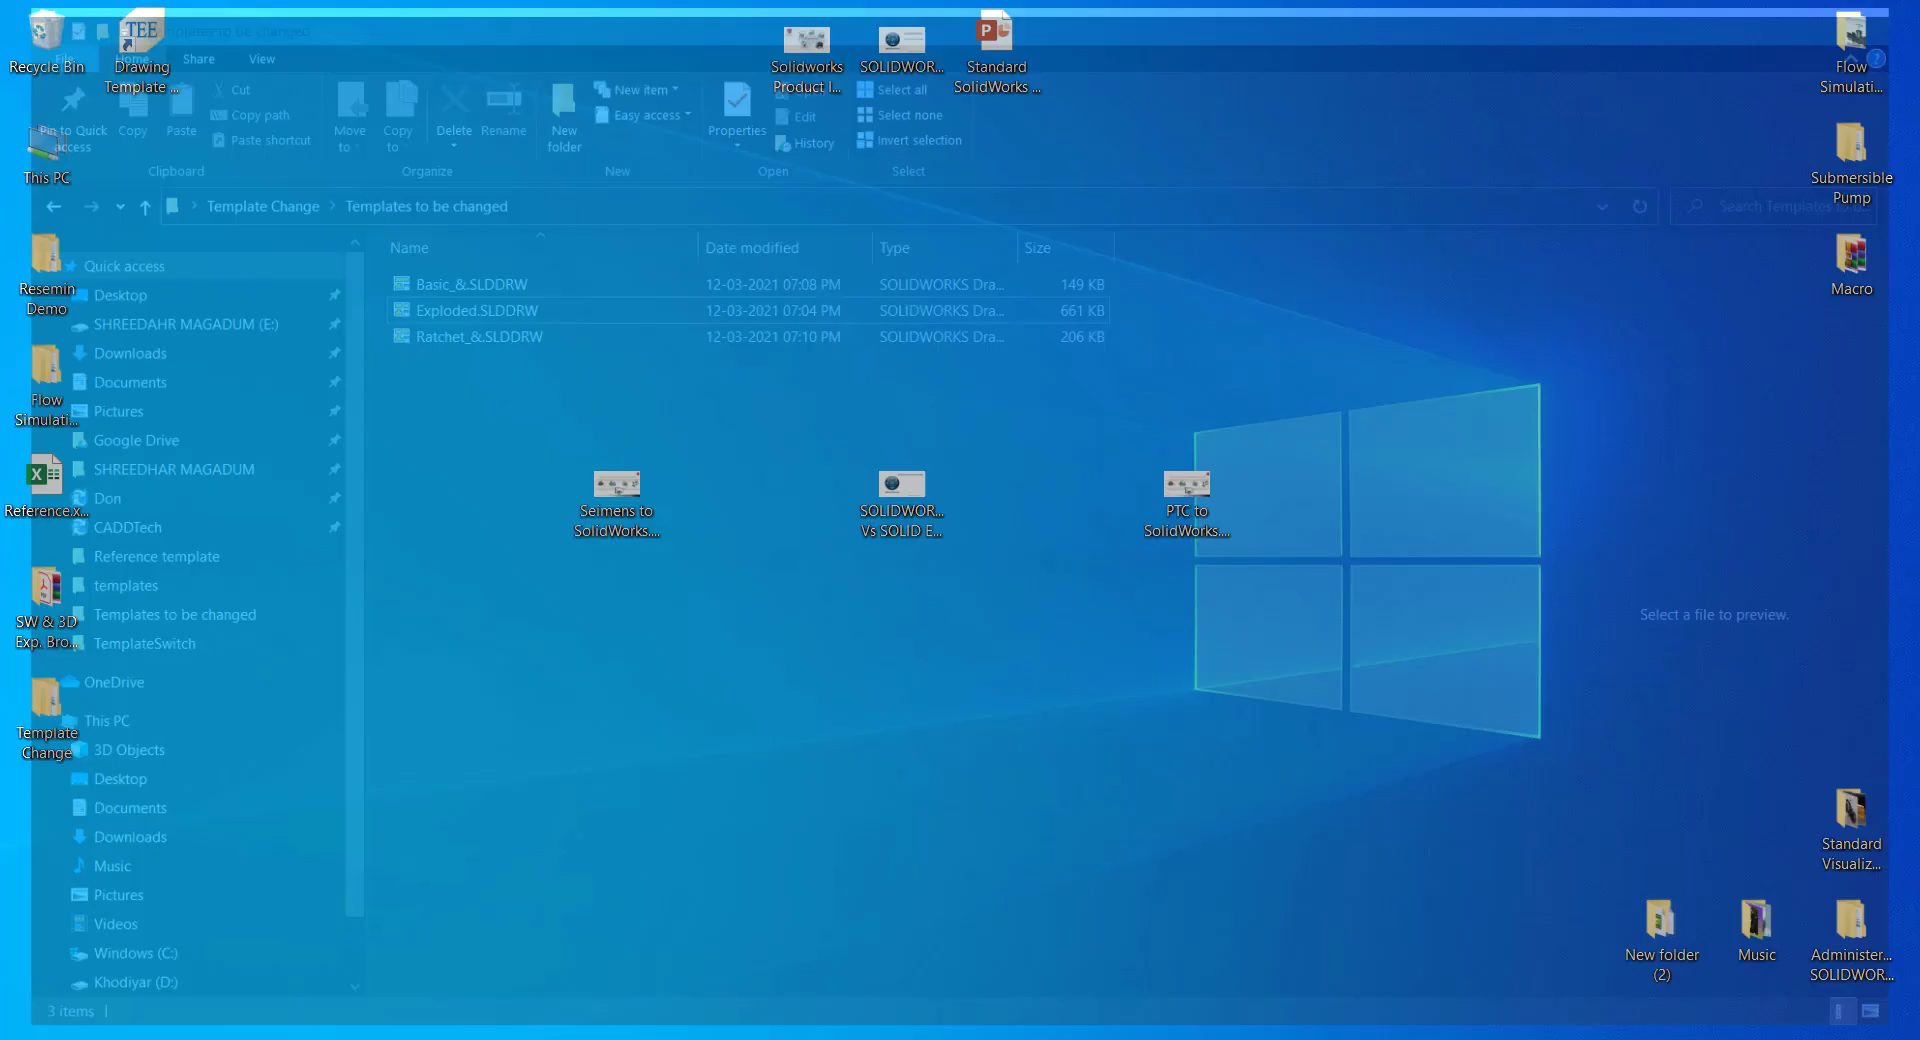 Templates to be changed
File
Home
Share
View
Pin to Quick
access
Copy
Paste
Cut
Copy path
Paste shortcut
Clipboard
Move
to
Copy
to
Delete
Rename
Organize
New
folder
New item
Easy access
New
Properties
Edit
History
Open
Select all
Select none
Invert selection
Select
Template Change
Templates to be changed
Search Templates to b...
Quick access
Desktop
SHREEDAHR MAGADUM (E:)
Downloads
Documents
Pictures
Google Drive
SHREEDHAR MAGADUM
Don
CADDTech
Reference template
templates
Templates to be changed
TemplateSwitch
OneDrive
This PC
3D Objects
Desktop
Documents
Downloads
Music
Pictures
Videos
Windows (C:)
Khodiyar (D:)
3 items
Name Date modified Type Size
Basic_&.SLDDRW 12-03-2021 07:08 PM SOLIDWORKS Dra... 149 KB
Exploded.SLDDRW 12-03-2021 07:04 PM SOLIDWORKS Dra... 661 KB
Ratchet_&.SLDDRW 12-03-2021 07:10 PM SOLIDWORKS Dra... 206 KB
Select a file to preview.
Recycle Bin
TEE
Drawing
Template ...
This PC
Resemin
Demo
Flow
Simulati...
Reference.x...
SW & 3D
Exp. Bro...
Template
Change
Solidworks
Product I...
SOLIDWOR...
Standard
SolidWorks ...
Seimens to
SolidWorks....
SOLIDWOR...
Vs SOLID E...
PTC to
SolidWorks....
Flow
Simulati...
Submersible
Pump
Macro
Standard
Visualiz...
New folder
(2)
Music
Administer...
SOLIDWOR...